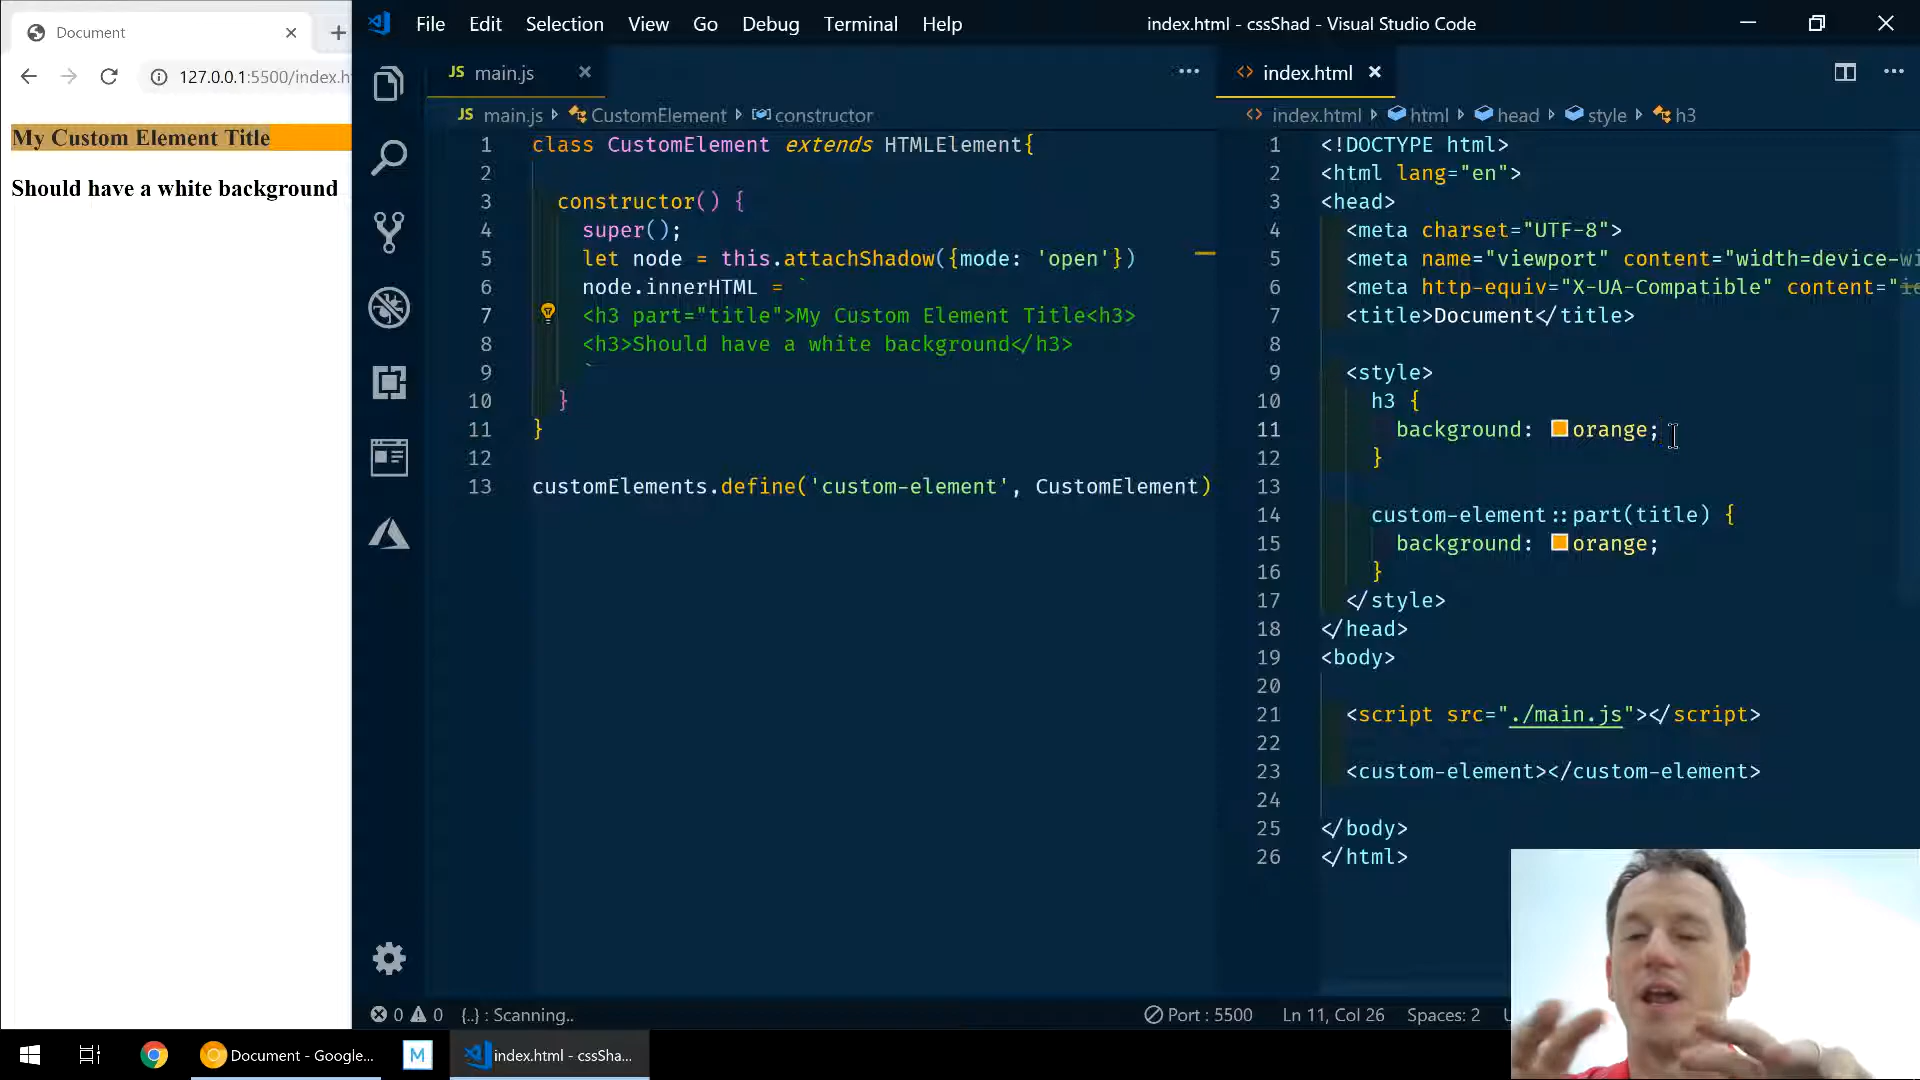 Document
127.0.0.1:5500/index.h
My Custom Element Title
Should have a white background
File Edit Selection View Go Debug Terminal Help
index.html - cssShad - Visual Studio Code
JS main.js
JS main.js CustomElement constructor
1 class CustomElement extends HTMLElement{
2
3 constructor() {
4 super();
5 let node = this.attachShadow({mode: 'open'})
6 node.innerHTML = `
7 <h3 part="title">My Custom Element Title<h3>
8 <h3>Should have a white background</h3>
9 `
10 }
11 }
12
13 customElements.define('custom-element', CustomElement)
<> index.html
<> index.html html head style h3
1 <!DOCTYPE html>
2 <html lang="en">
3 <head>
4 <meta charset="UTF-8">
5 <meta name="viewport" content="width=device-wi
6 <meta http-equiv="X-UA-Compatible" content="ie
7 <title>Document</title>
8
9 <style>
10 h3 {
11 background: orange;
12 }
13
14 custom-element::part(title) {
15 background: orange;
16 }
17 </style>
18 </head>
19 <body>
20
21 <script src="./main.js"></script>
22
23 <custom-element></custom-element>
24
25 </body>
26 </html>
0 0 {..} : Scanning..
Port : 5500 Ln 11, Col 26 Spaces: 2 U
Document - Google...
M
index.html - cssSha...